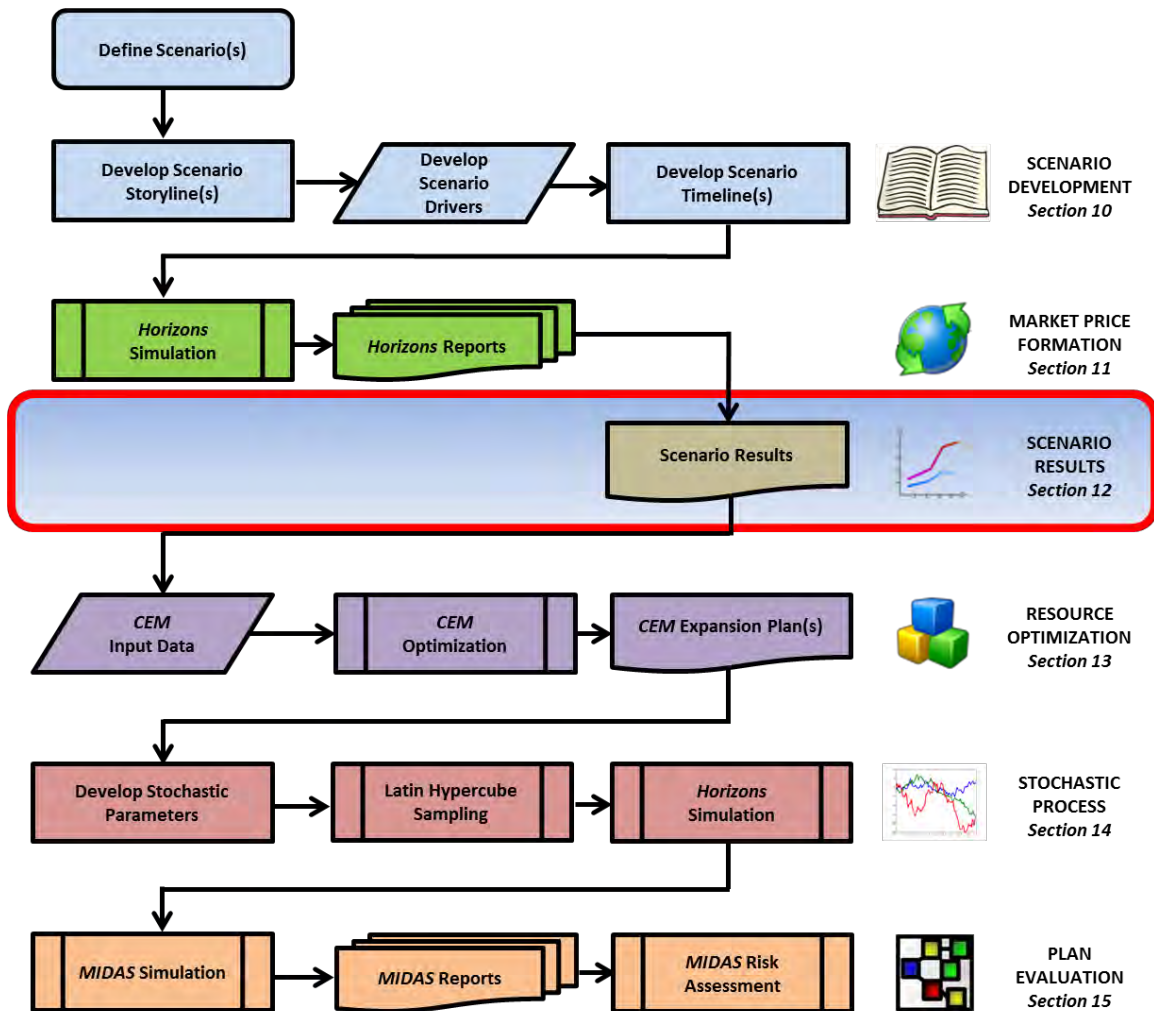 Define Scenario(s)
Develop Scenario
Storyline(s)
Develop
Scenario
Drivers
Develop Scenario
Timeline(s)
SCENARIO
DEVELOPMENT
Section 10
Horizons
Simulation
Horizons Reports
MARKET PRICE
FORMATION
Section 11
Scenario Results
SCENARIO
RESULTS
Section 12
CEM
Input Data
CEM
Optimization
CEM Expansion Plan(s)
RESOURCE
OPTIMIZATION
Section 13
Develop Stochastic
Parameters
Latin Hypercube
Sampling
Horizons
Simulation
STOCHASTIC
PROCESS
Section 14
MIDAS Simulation
MIDAS Reports
MIDAS Risk
Assessment
PLAN
EVALUATION
Section 15